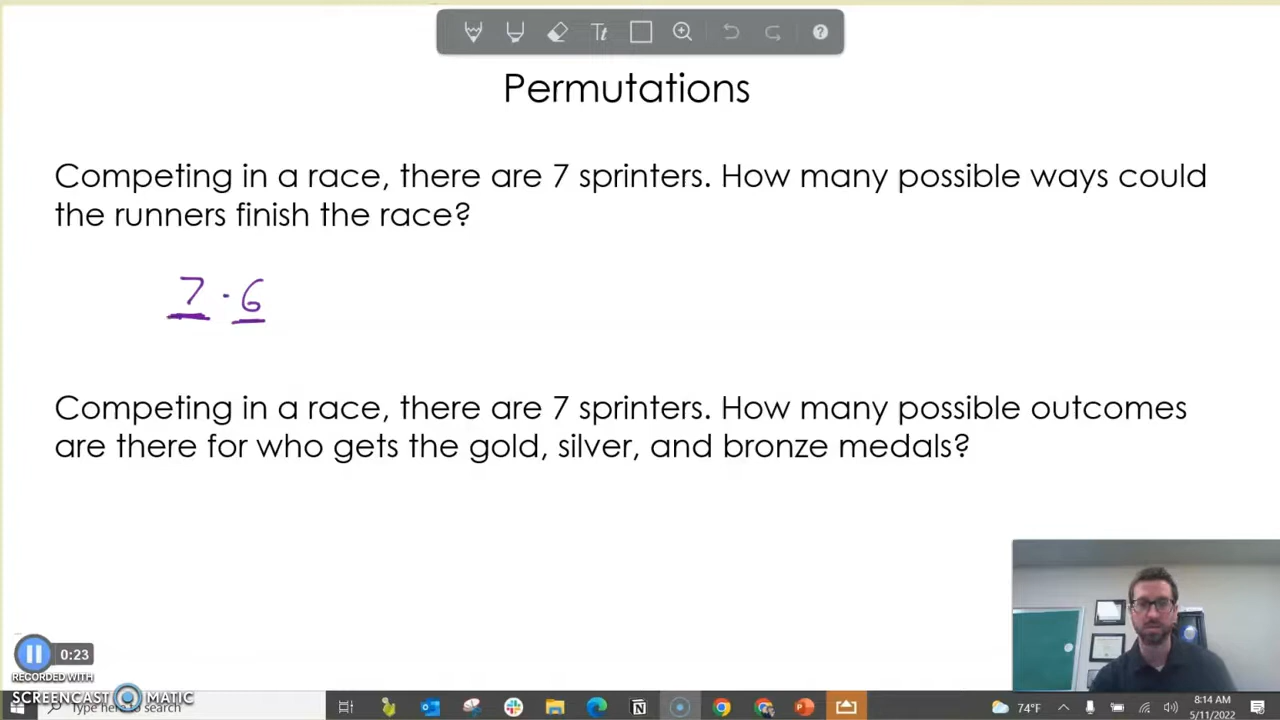 Tt
?
Permutations
Competing in a race, there are 7 sprinters. How many possible ways could
the runners finish the race?
7 · 6
Competing in a race, there are 7 sprinters. How many possible outcomes
are there for who gets the gold, silver, and bronze medals?
0:23
RECORDED WITH
SCREENCAST MATIC
Type here to search
74°F
8:14 AM
5/11/2022